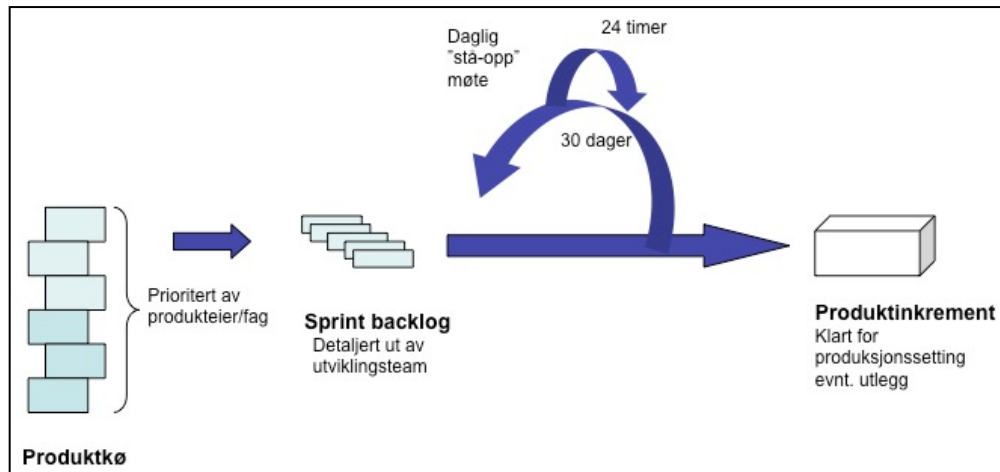 Daglig
"stå-opp"
møte
24 timer
30 dager
Prioritert av
produkteier/fag
Sprint backlog
Detaljert ut av
utviklingsteam
Produktinkrement
Klart for
produksjonssetting
evnt. utlegg
Produktkø